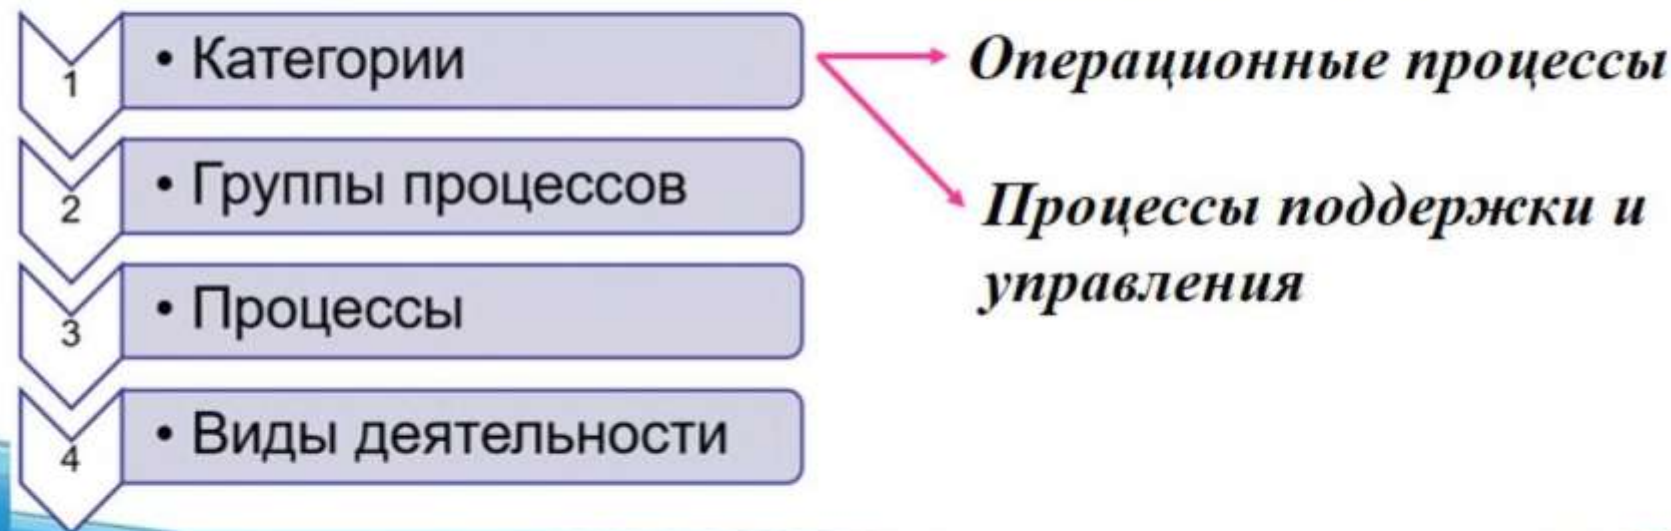 1
• Категории
Операционные процессы
2
• Группы процессов
Процессы поддержки и
управления
3
• Процессы
4
• Виды деятельности